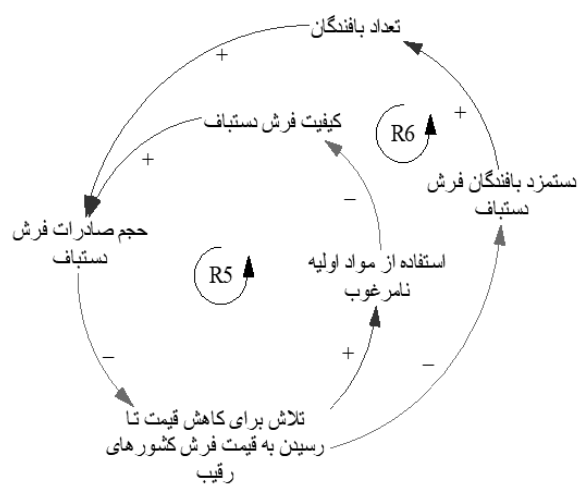 تعداد بافندگان
+
+
کیفیت فرش دستباف
R6
+
+
–
دستمزد بافندگان فرش
دستباف
حجم صادرات فرش
دستباف
استفاده از مواد اولیه
نامرغوب
R5
–
+
–
تلاش برای کاهش قیمت تا
رسیدن به قیمت فرش کشورهای
رقیب